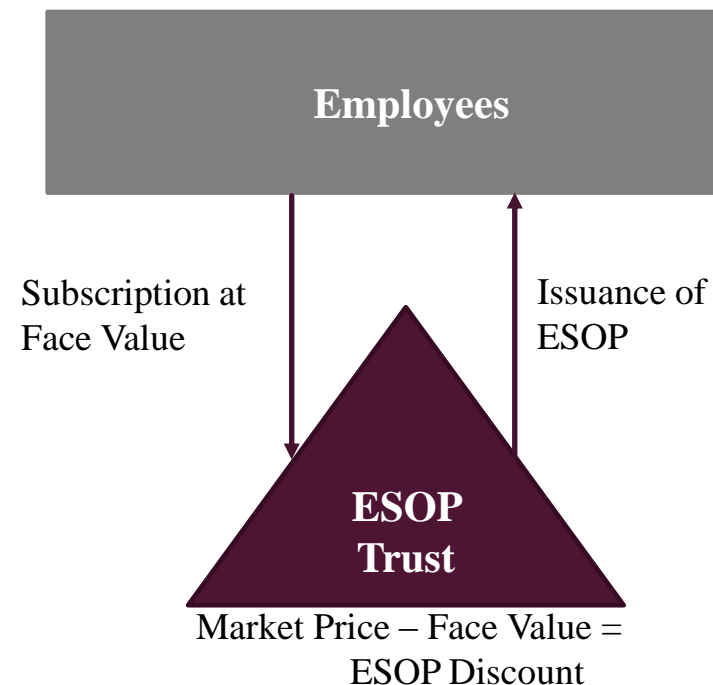 Employees
Subscription at
Face Value
Issuance of
ESOP
ESOP
Trust
Market Price – Face Value =
ESOP Discount